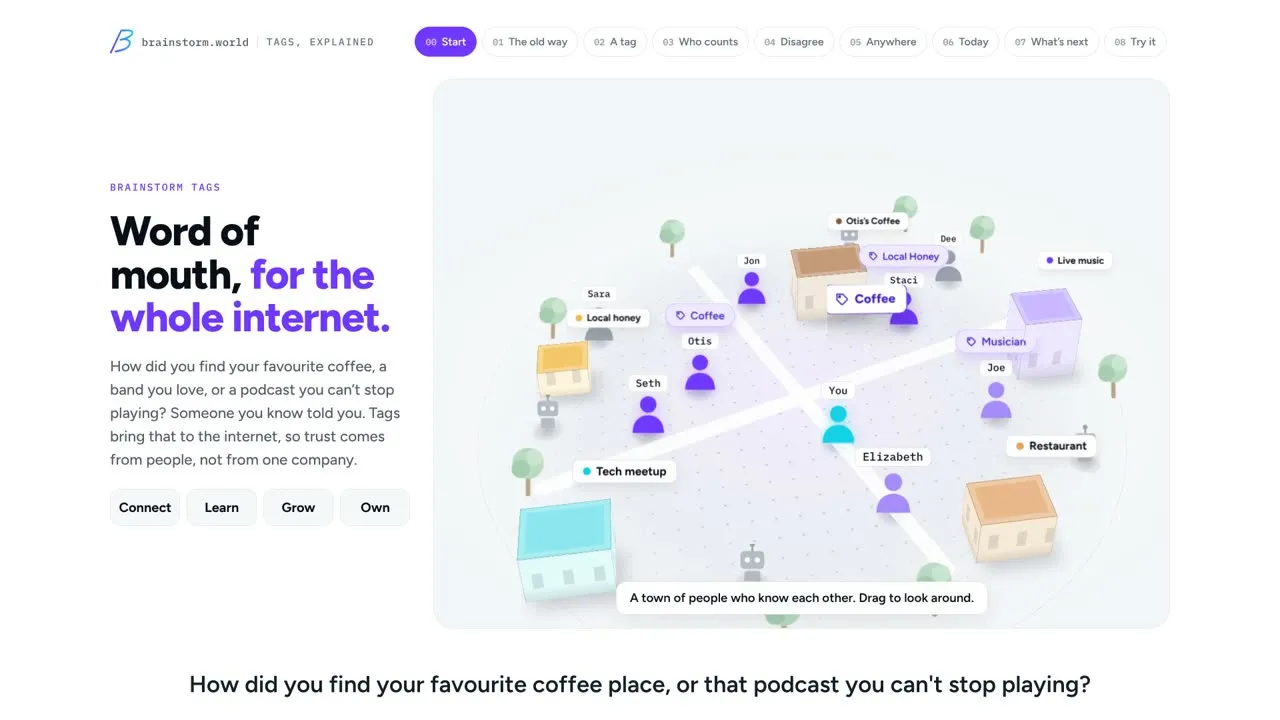 brainstorm.world | TAGS, EXPLAINED
00 Start
01 The old way
02 A tag
03 Who counts
04 Disagree
05 Anywhere
06 Today
07 What's next
08 Try it
BRAINSTORM TAGS
Word of
mouth, for the
whole internet.
How did you find your favourite coffee, a
band you love, or a podcast you can't stop
playing? Someone you know told you. Tags
bring that to the internet, so trust comes
from people, not from one company.
Connect
Learn
Grow
Own
Otis's Coffee
Dee
Local Honey
Live music
Jon
Staci
Sara
Coffee
Local honey
Coffee
Otis
Musician
Joe
Seth
You
Restaurant
Elizabeth
Tech meetup
A town of people who know each other. Drag to look around.
How did you find your favourite coffee place, or that podcast you can't stop playing?